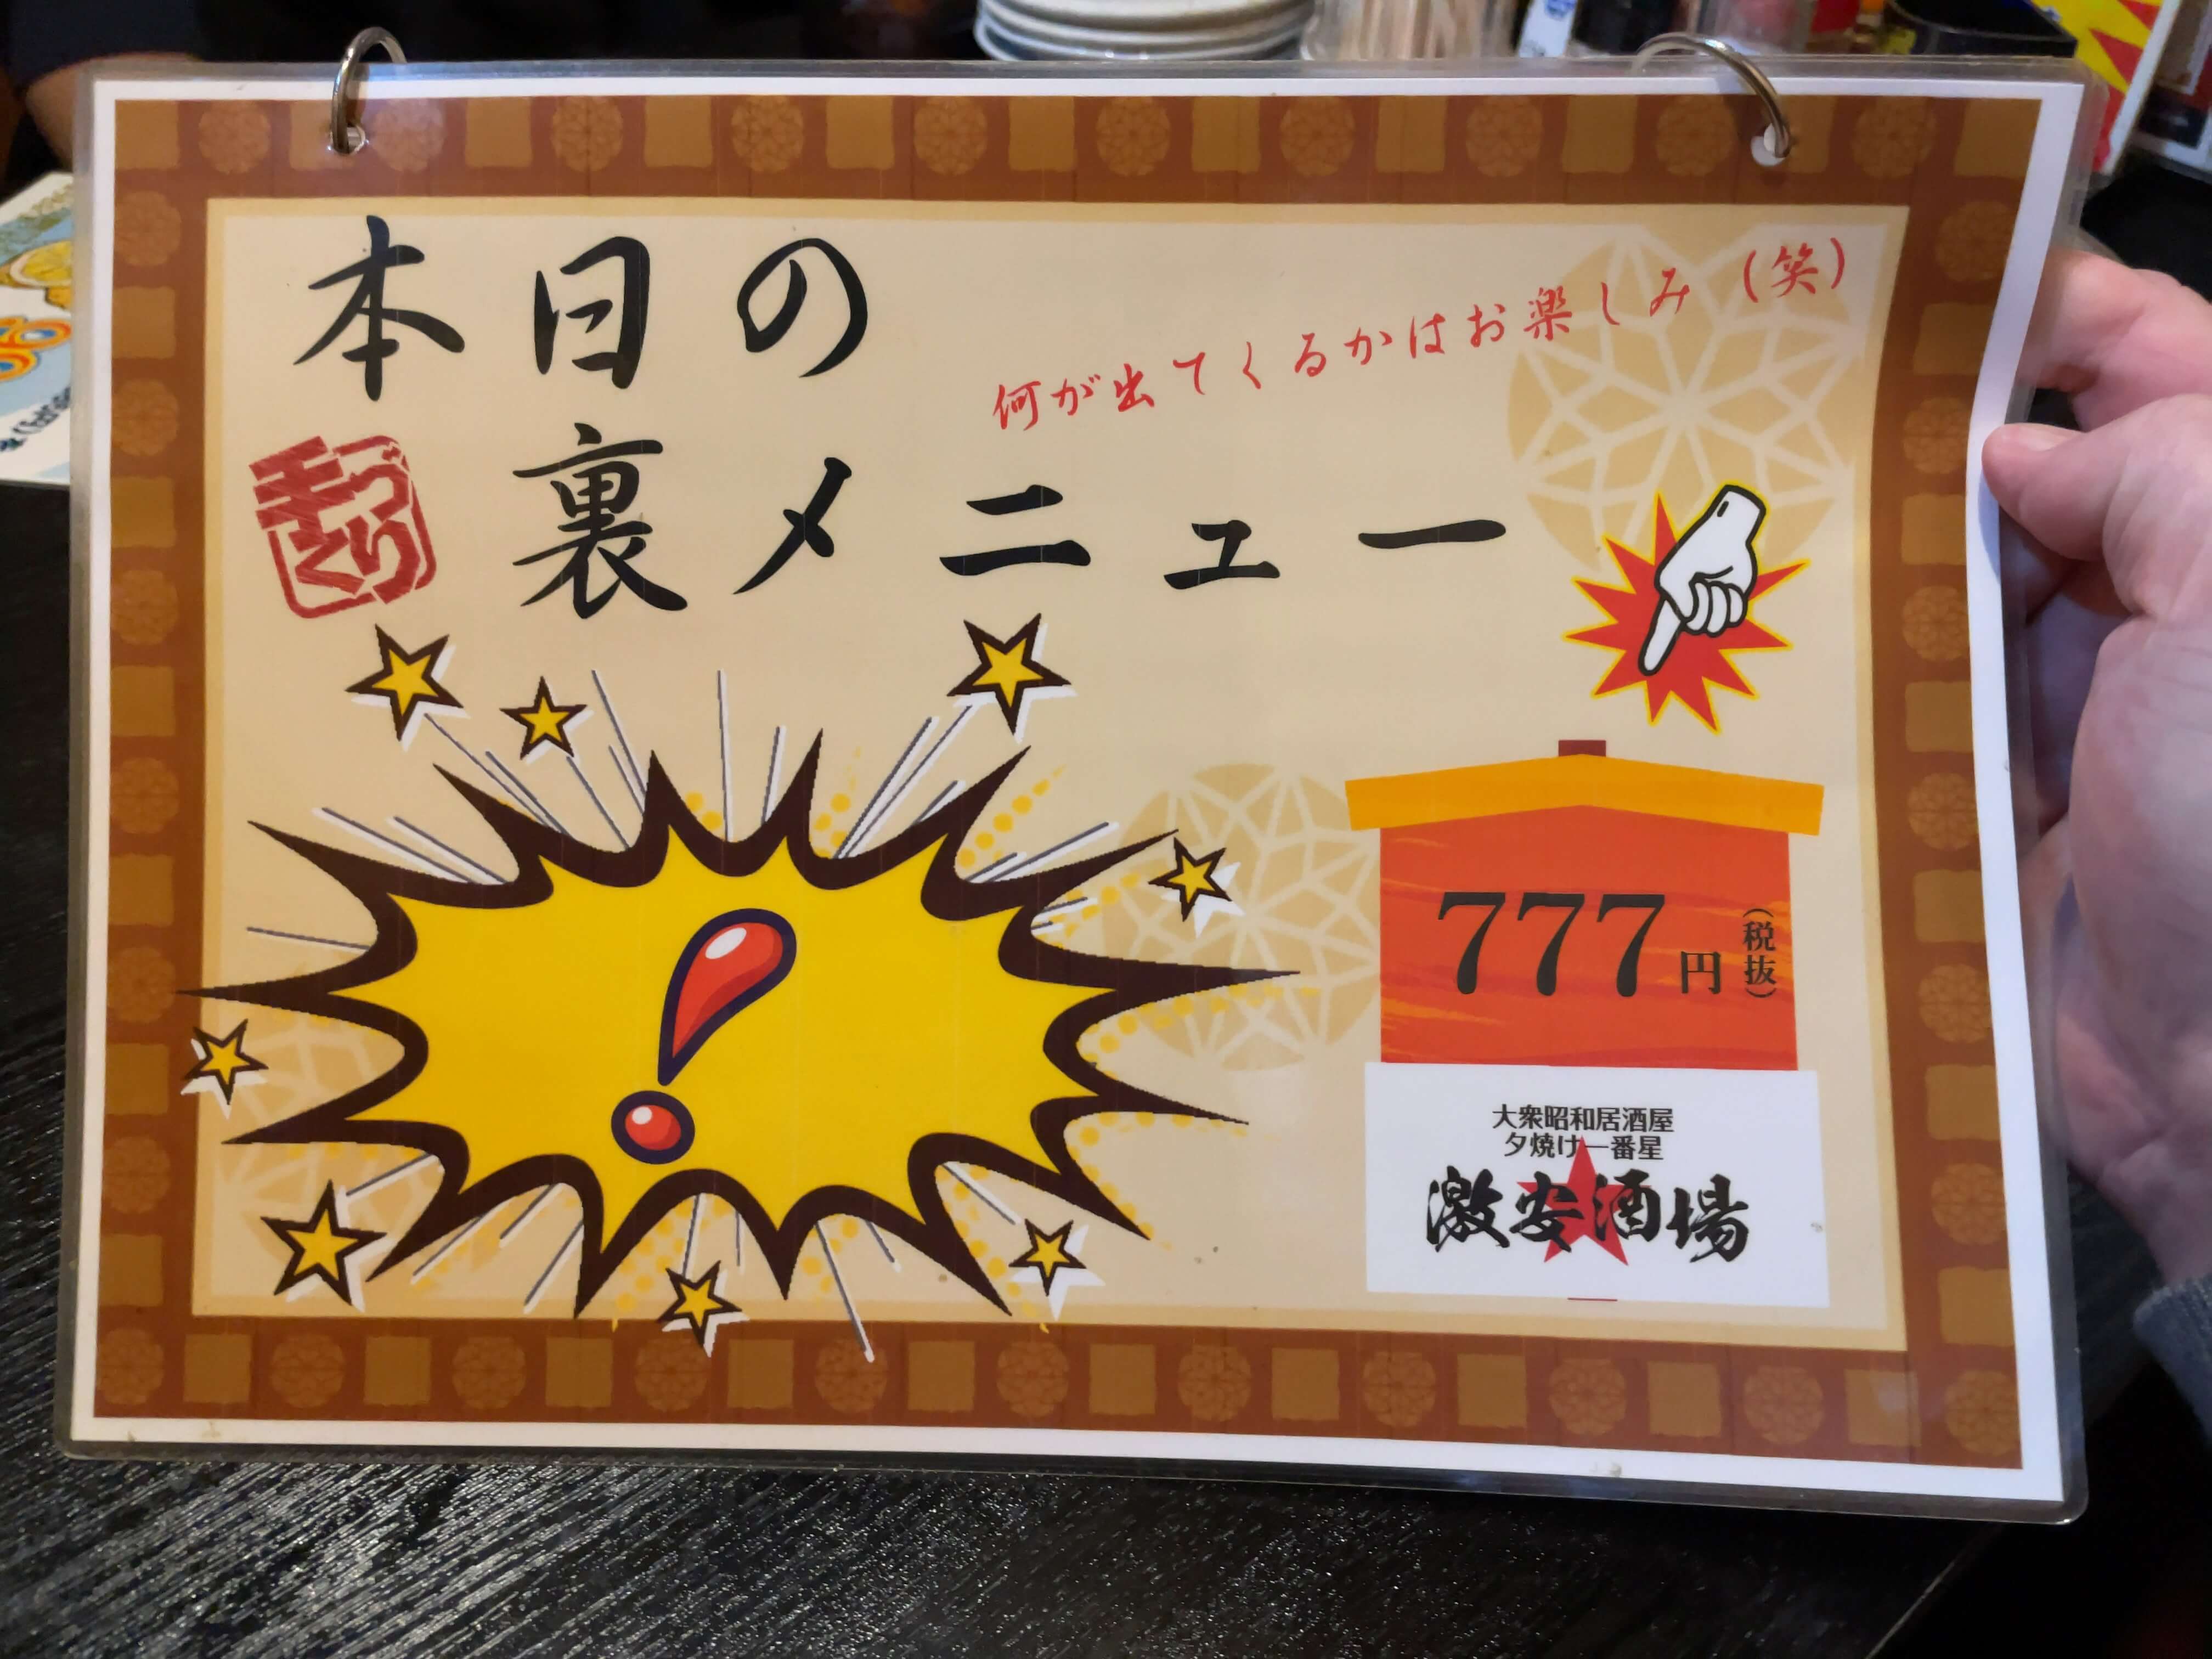 本日の
何が出てくるかはお楽しみ（笑）
手づくり
裏メニュー
777円（税抜）
大衆昭和居酒屋
夕焼け一番星
激安酒場